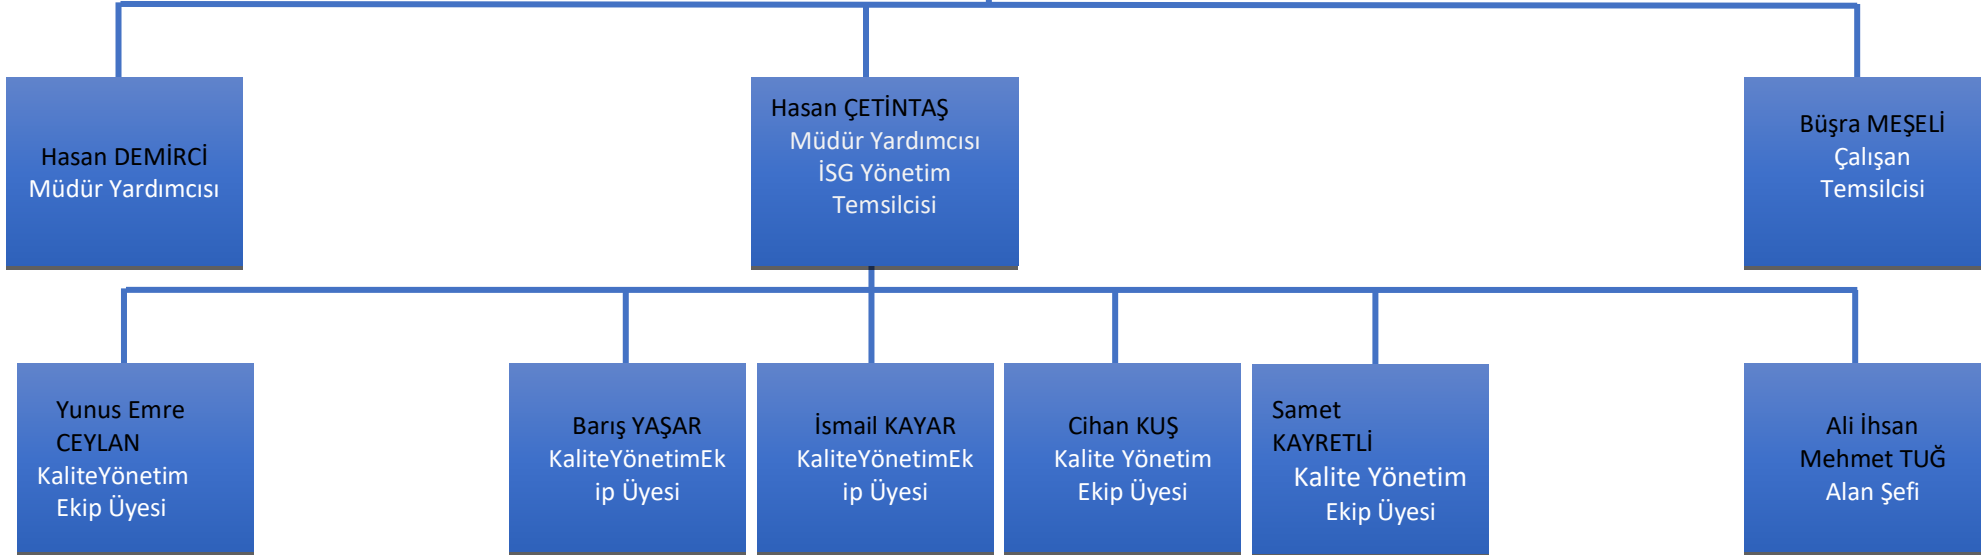 Hasan DEMİRCİ
Müdür Yardımcısı
Hasan ÇETİNTAŞ
Müdür Yardımcısı
İSG Yönetim
Temsilcisi
Büşra MEŞELİ
Çalışan
Temsilcisi
Yunus Emre
CEYLAN
KaliteYönetim
Ekip Üyesi
Barış YAŞAR
KaliteYönetimEk
ip Üyesi
İsmail KAYAR
KaliteYönetimEk
ip Üyesi
Cihan KUŞ
Kalite Yönetim
Ekip Üyesi
Samet
KAYRETLİ
Kalite Yönetim
Ekip Üyesi
Ali İhsan
Mehmet TUĞ
Alan Şefi